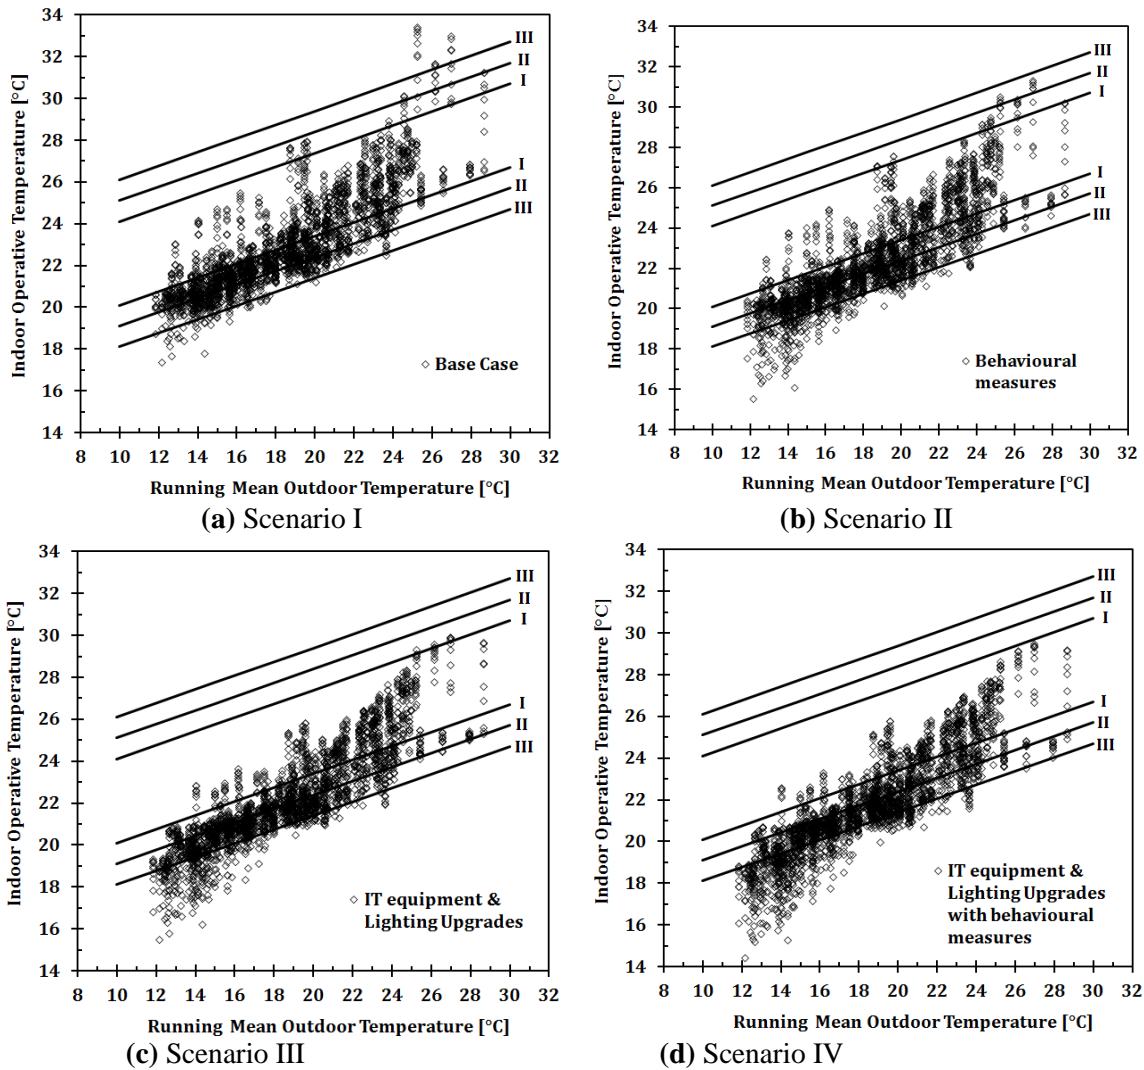 34
32
30
28
26
24
22
20
18
16
14
Indoor Operative Temperature [°C]
III
II
I
I
II
III
Base Case
8 10 12 14 16 18 20 22 24 26 28 30 32
Running Mean Outdoor Temperature [°C]
(a) Scenario I
34
32
30
28
26
24
22
20
18
16
14
Indoor Operative Temperature [°C]
III
II
I
I
II
III
Behavioural
measures
8 10 12 14 16 18 20 22 24 26 28 30 32
Running Mean Outdoor Temperature [°C]
(b) Scenario II
34
32
30
28
26
24
22
20
18
16
14
Indoor Operative Temperature [°C]
III
II
I
I
II
III
IT equipment &
Lighting Upgrades
8 10 12 14 16 18 20 22 24 26 28 30 32
Running Mean Outdoor Temperature [°C]
(c) Scenario III
34
32
30
28
26
24
22
20
18
16
14
Indoor Operative Temperature [°C]
III
II
I
I
II
III
IT equipment &
Lighting Upgrades
with behavioural
measures
8 10 12 14 16 18 20 22 24 26 28 30 32
Running Mean Outdoor Temperature [°C]
(d) Scenario IV